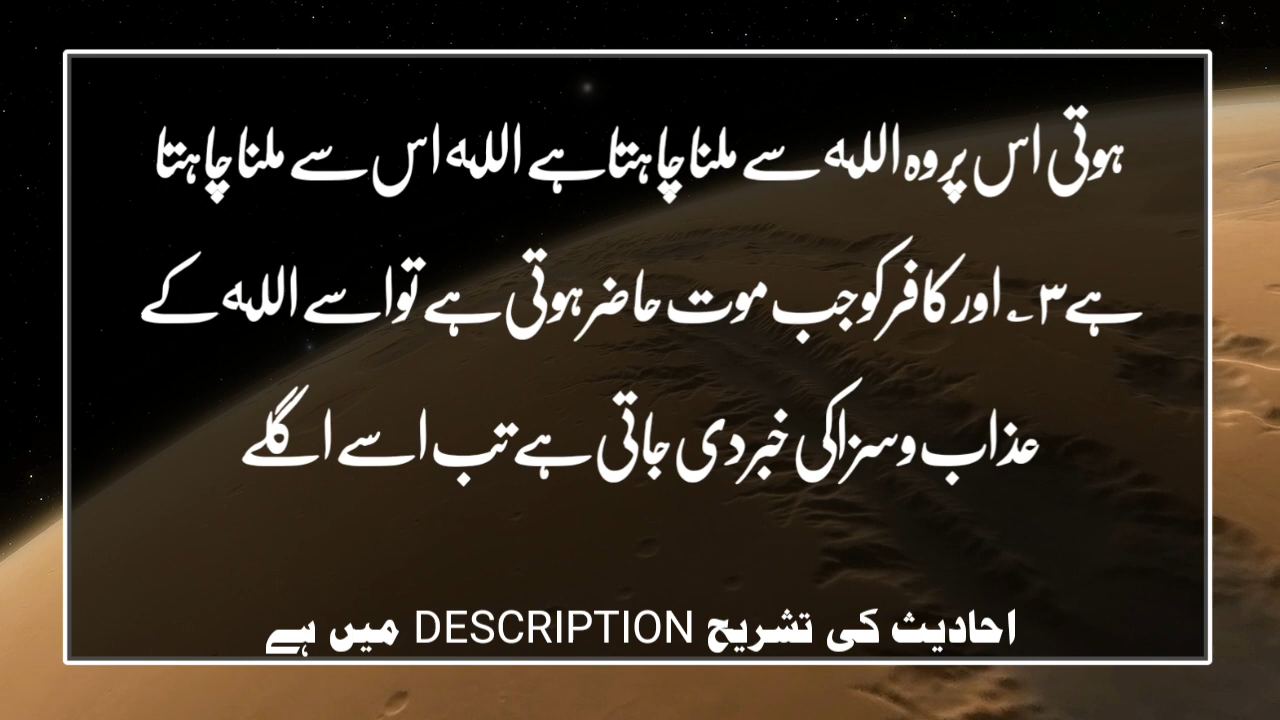 ہوتی اس پر وہ اللہ سے ملنا چاہتا ہے اللہ اس سے ملنا چاہتا
ہے ۳؎ اور کافر کو جب موت حاضر ہوتی ہے تو اسے اللہ کے
عذاب و سزا کی خبر دی جاتی ہے تب اسے اگلے
احادیث کی تشریح DESCRIPTION میں ہے